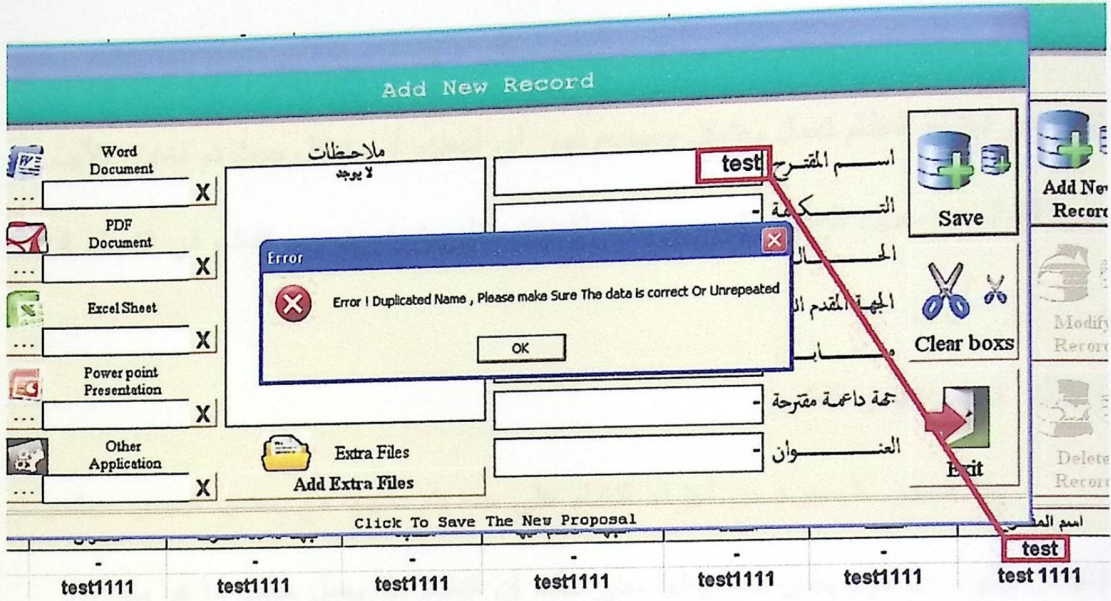 Add New Record
Word
Document
...
X
PDF
Document
...
X
Excel Sheet
...
X
Power point
Presentation
...
X
Other
Application
...
X
ملاحظات
لا يوجد
Extra Files
Add Extra Files
اسم المقترح
test
التكلفة
-
الجهة المقدم
جهة داعمة مقترحة
-
العنوان
-
Save
Clear boxs
Exit
Error
X
Error ! Duplicated Name , Please make Sure The data is correct Or Unrepeated
OK
Add New
Record
Modify
Record
Delete
Record
Click To Save The New Proposal
اسم
test
- - - - - -
test1111 test1111 test1111 test1111 test1111 test1111 test 1111